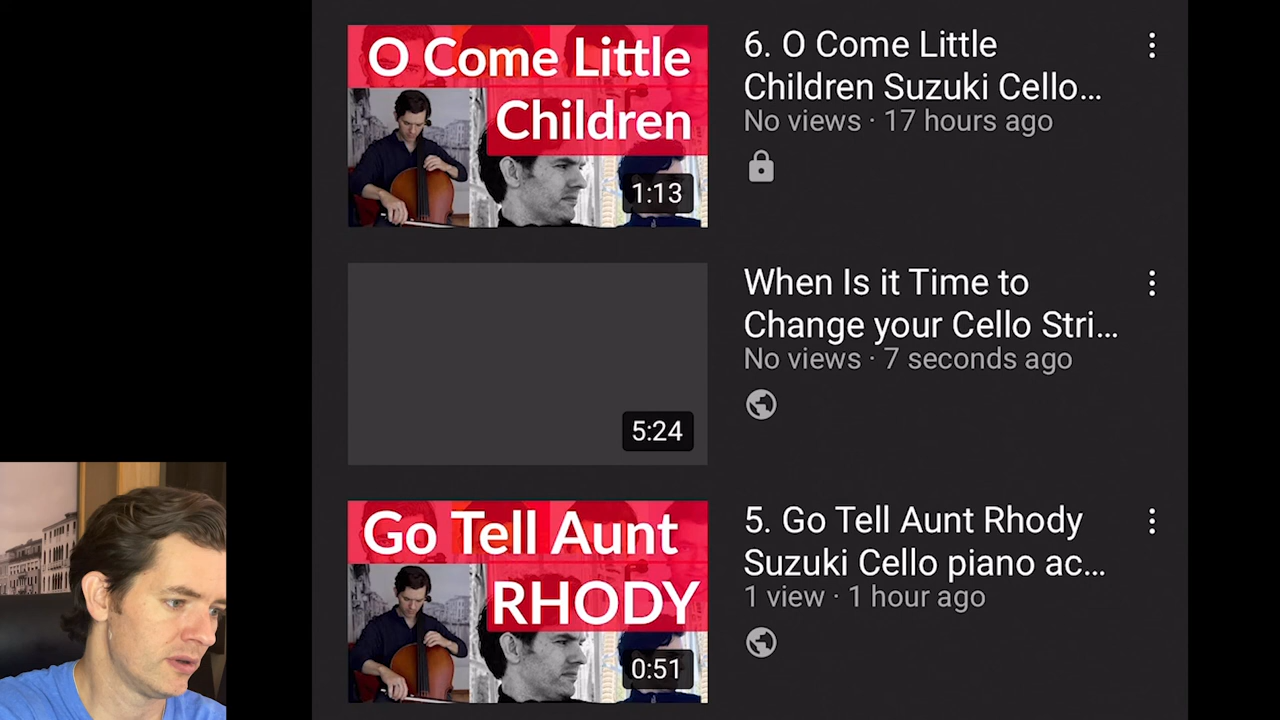 O Come Little
Children
1:13
6. O Come Little
Children Suzuki Cello...
No views · 17 hours ago
5:24
When Is it Time to
Change your Cello Stri...
No views · 7 seconds ago
Go Tell Aunt
RHODY
0:51
5. Go Tell Aunt Rhody
Suzuki Cello piano ac...
1 view · 1 hour ago